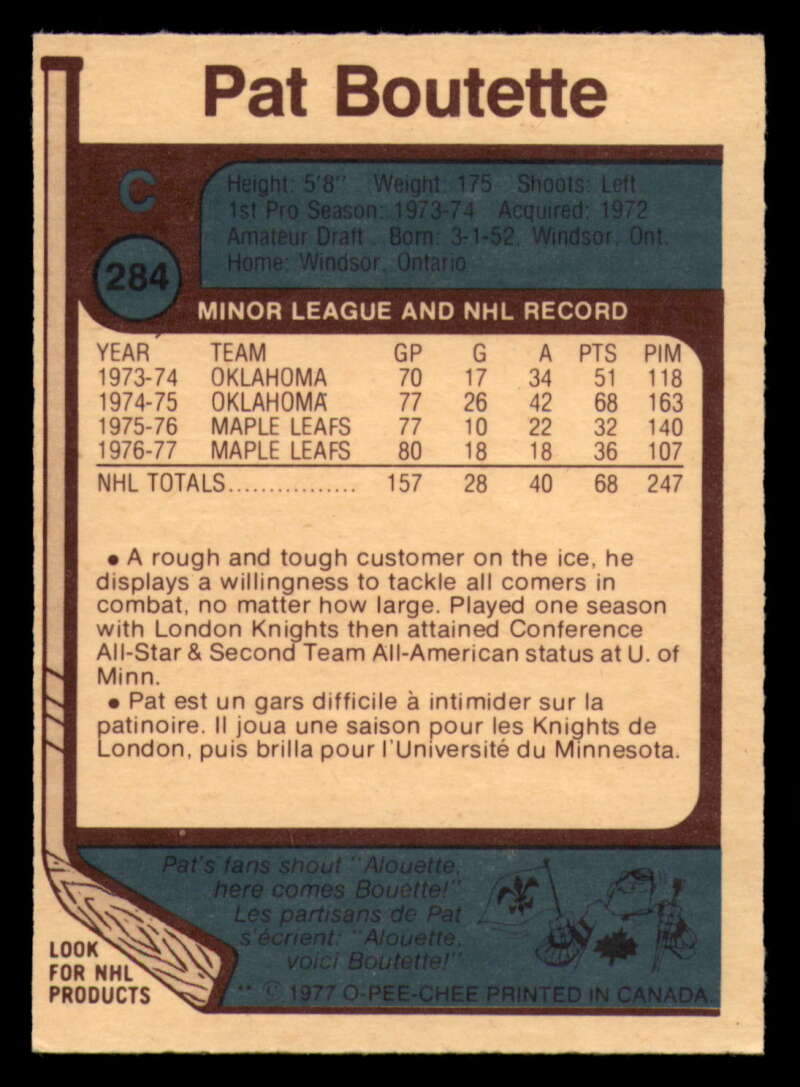 Pat Boutette
C
Height: 5'8" Weight: 175 Shoots: Left
1st Pro Season: 1973-74 Acquired: 1972
Amateur Draft Born: 3-1-52, Windsor, Ont.
Home: Windsor, Ontario
284
MINOR LEAGUE AND NHL RECORD
YEAR TEAM GP G A PTS PIM
1973-74 OKLAHOMA 70 17 34 51 118
1974-75 OKLAHOMA 77 26 42 68 163
1975-76 MAPLE LEAFS 77 10 22 32 140
1976-77 MAPLE LEAFS 80 18 18 36 107
NHL TOTALS................ 157 28 40 68 247
• A rough and tough customer on the ice, he
displays a willingness to tackle all comers in
combat, no matter how large. Played one season
with London Knights then attained Conference
All-Star & Second Team All-American status at U. of
Minn.
• Pat est un gars difficile à intimider sur la
patinoire. Il joua une saison pour les Knights de
London, puis brilla pour l'Université du Minnesota.
Pat's fans shout "Alouette,
here comes Bouette!"
Les partisans de Pat
s'écrient: "Alouette,
voici Boutette!"
LOOK
FOR NHL
PRODUCTS
** © 1977 O-PEE-CHEE PRINTED IN CANADA